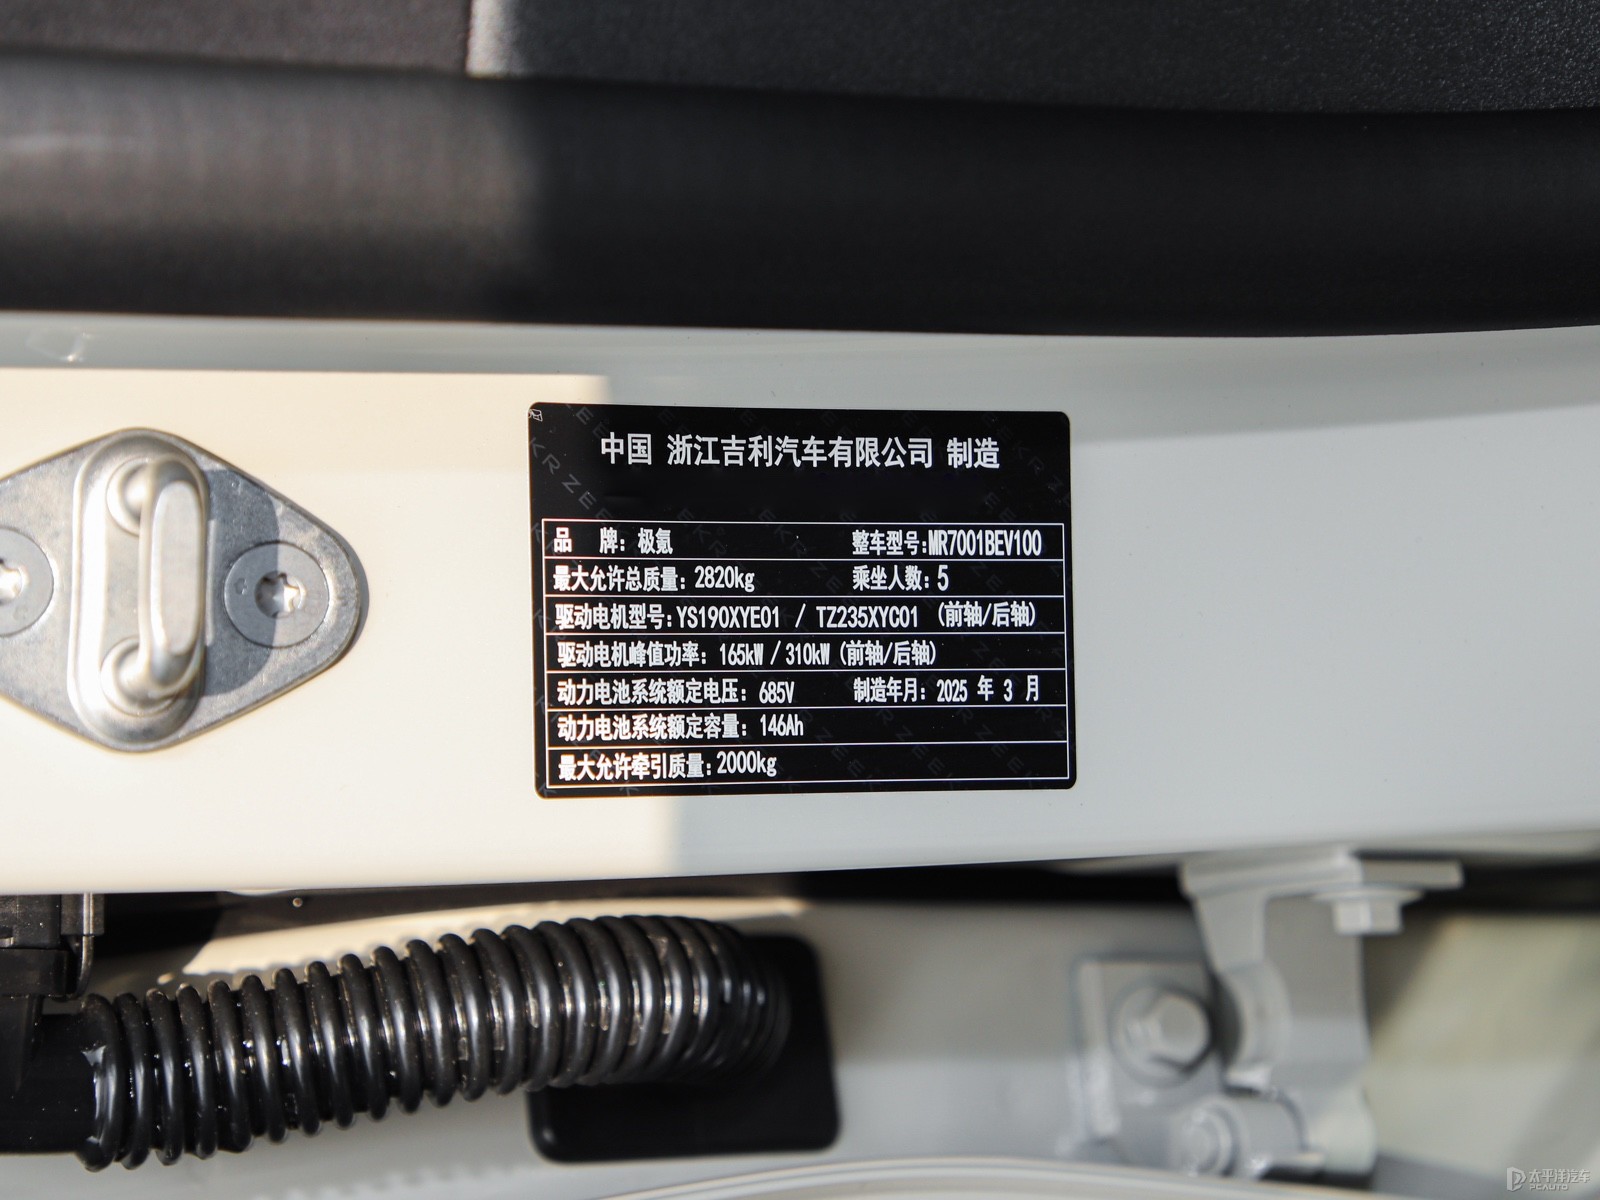 中国 浙江吉利汽车有限公司 制造
品 牌：极氪 整车型号：MR7001BEV100
最大允许总质量：2820kg 乘坐人数：5
驱动电机型号：YS190XYE01 / TZ235XYC01 (前轴/后轴)
驱动电机峰值功率：165kW / 310kW (前轴/后轴)
动力电池系统额定电压：685V 制造年月：2025 年 3 月
动力电池系统额定容量：146Ah
最大允许牵引质量：2000kg
太平洋汽车
PCAUTO